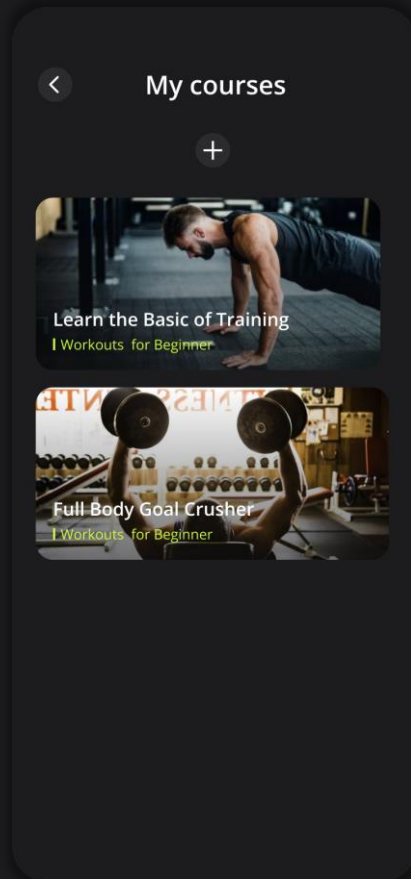 My courses
Learn the Basic of Training
Workouts for Beginner
Full Body Goal Crusher
Workouts for Beginner